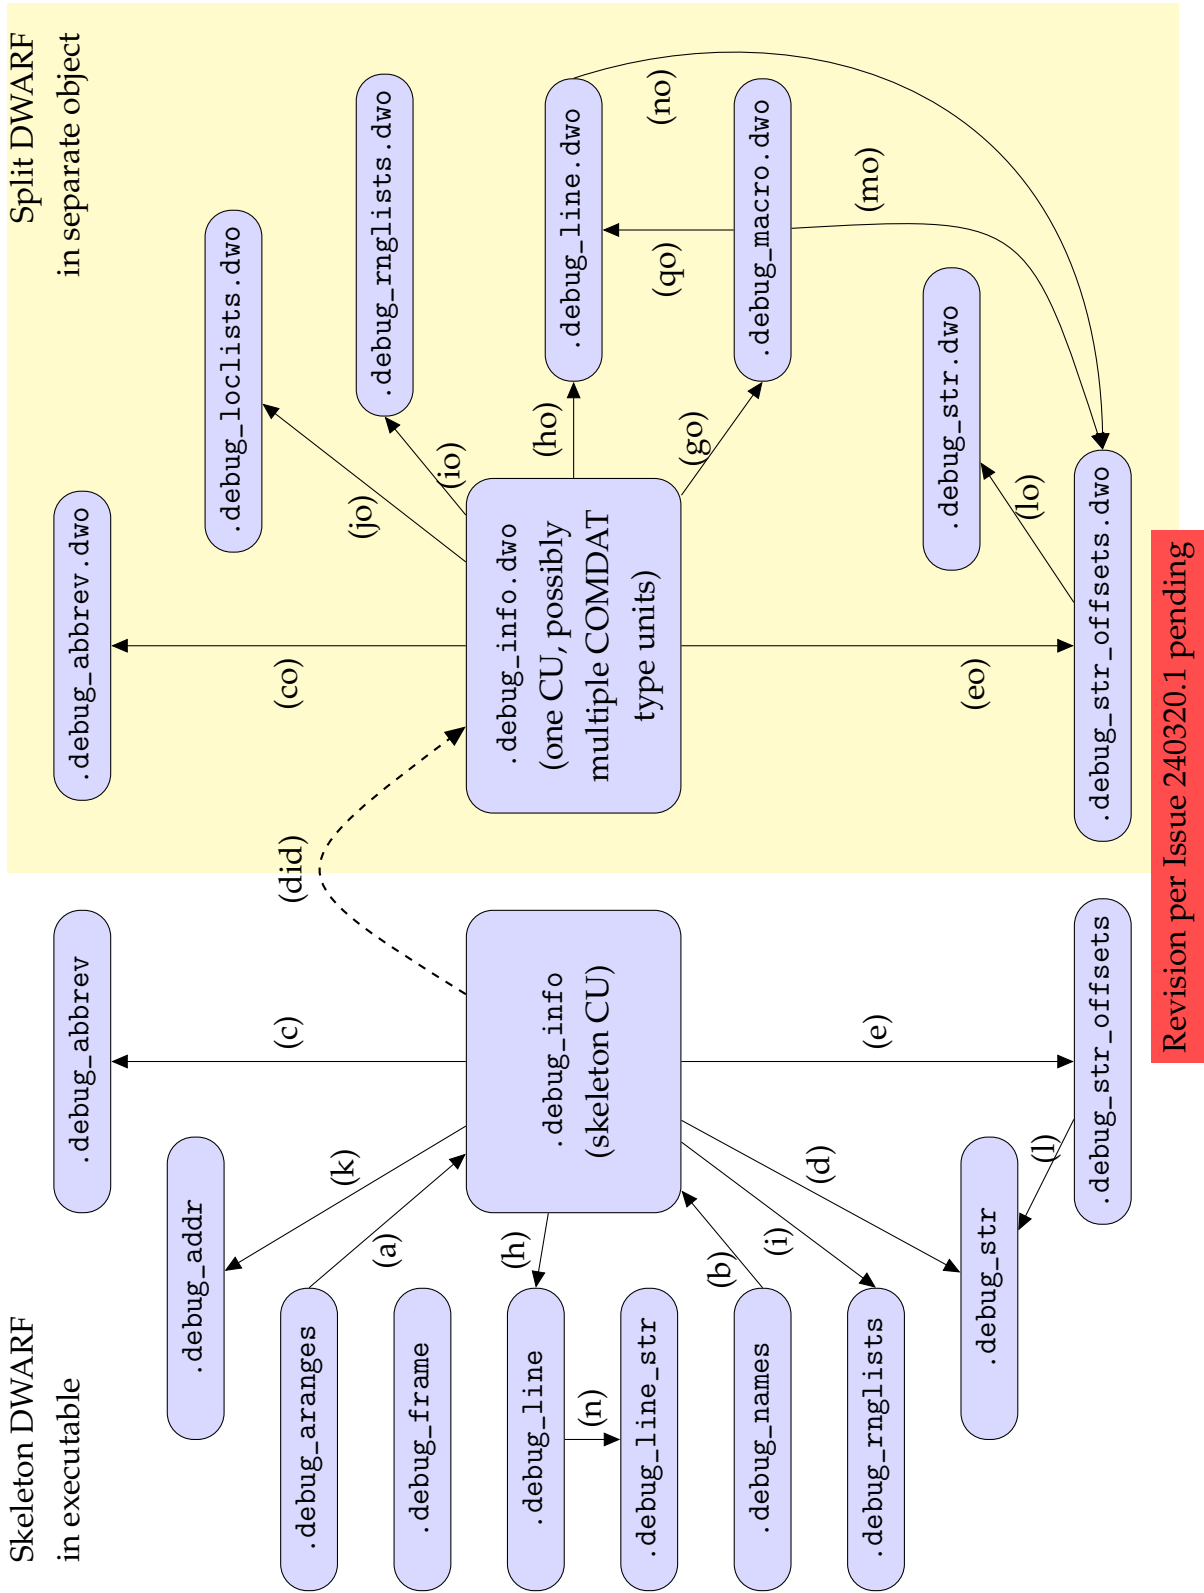 Skeleton DWARF
in executable
Split DWARF
in separate object
.debug_abbrev
.debug_addr
.debug_aranges
.debug_frame
.debug_line
.debug_line_str
.debug_names
.debug_rnglists
.debug_str
.debug_str_offsets
.debug_info
(skeleton CU)
(c)
(k)
(a)
(h)
(n)
(b)
(i)
(d)
(l)
(e)
(did)
.debug_abbrev.dwo
.debug_loclists.dwo
.debug_rnglists.dwo
.debug_line.dwo
.debug_macro.dwo
.debug_str.dwo
.debug_str_offsets.dwo
.debug_info.dwo
(one CU, possibly
multiple COMDAT
type units)
(co)
(jo)
(io)
(ho)
(go)
(no)
(qo)
(mo)
(lo)
(eo)
Revision per Issue 240320.1 pending